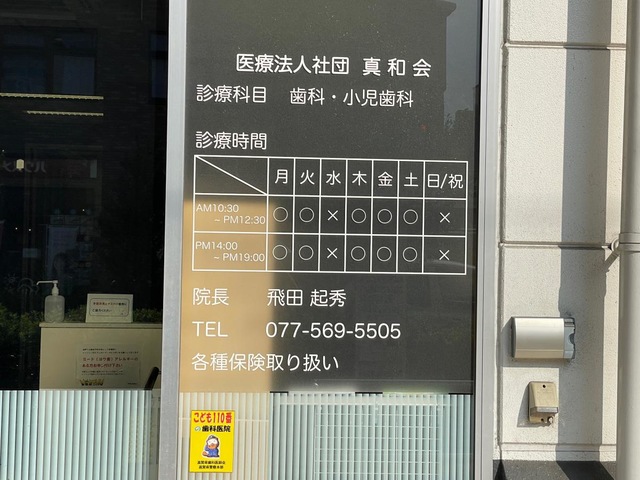 医療法人社団 真和会
診療科目 歯科・小児歯科
診療時間
月 火 水 木 金 土 日/祝
AM10:30 ～PM12:30 ○ ○ × ○ ○ ○ ×
PM14:00 ～PM19:00 ○ ○ × ○ ○ ○ ×
院長 飛田 起秀
TEL 077-569-5505
各種保険取り扱い
こども110番
の歯科医院